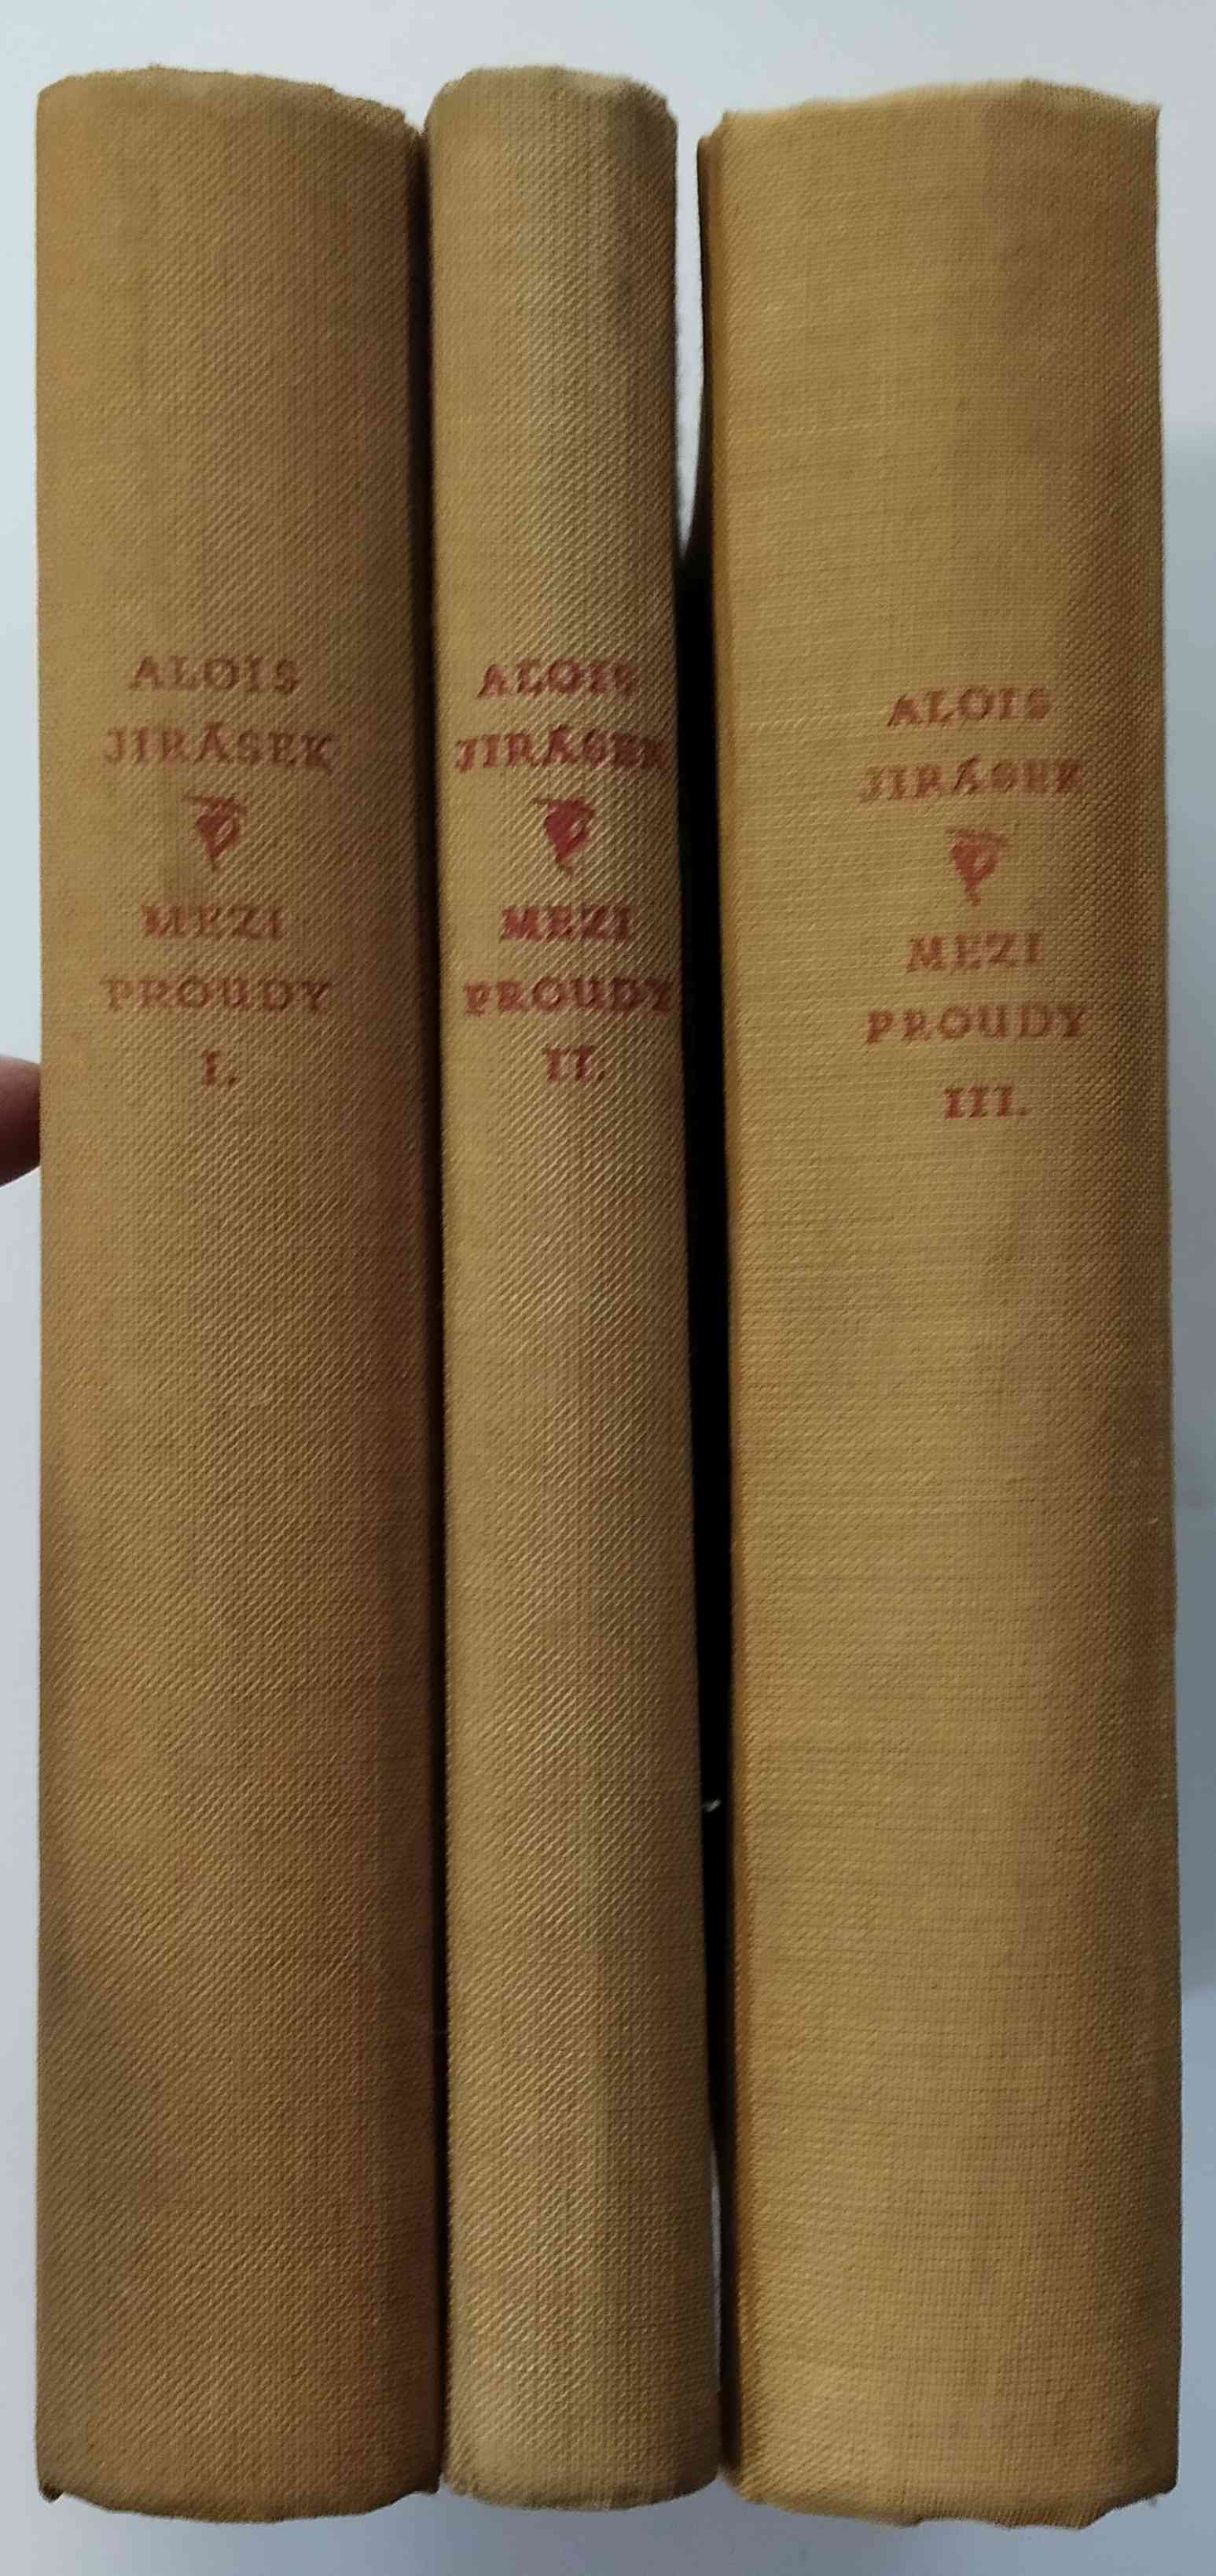 ALOIS
JIRÁSEK
MEZI
PROUDY
I.
ALOIS
JIRÁSEK
MEZI
PROUDY
II.
ALOIS
JIRÁSEK
MEZI
PROUDY
III.